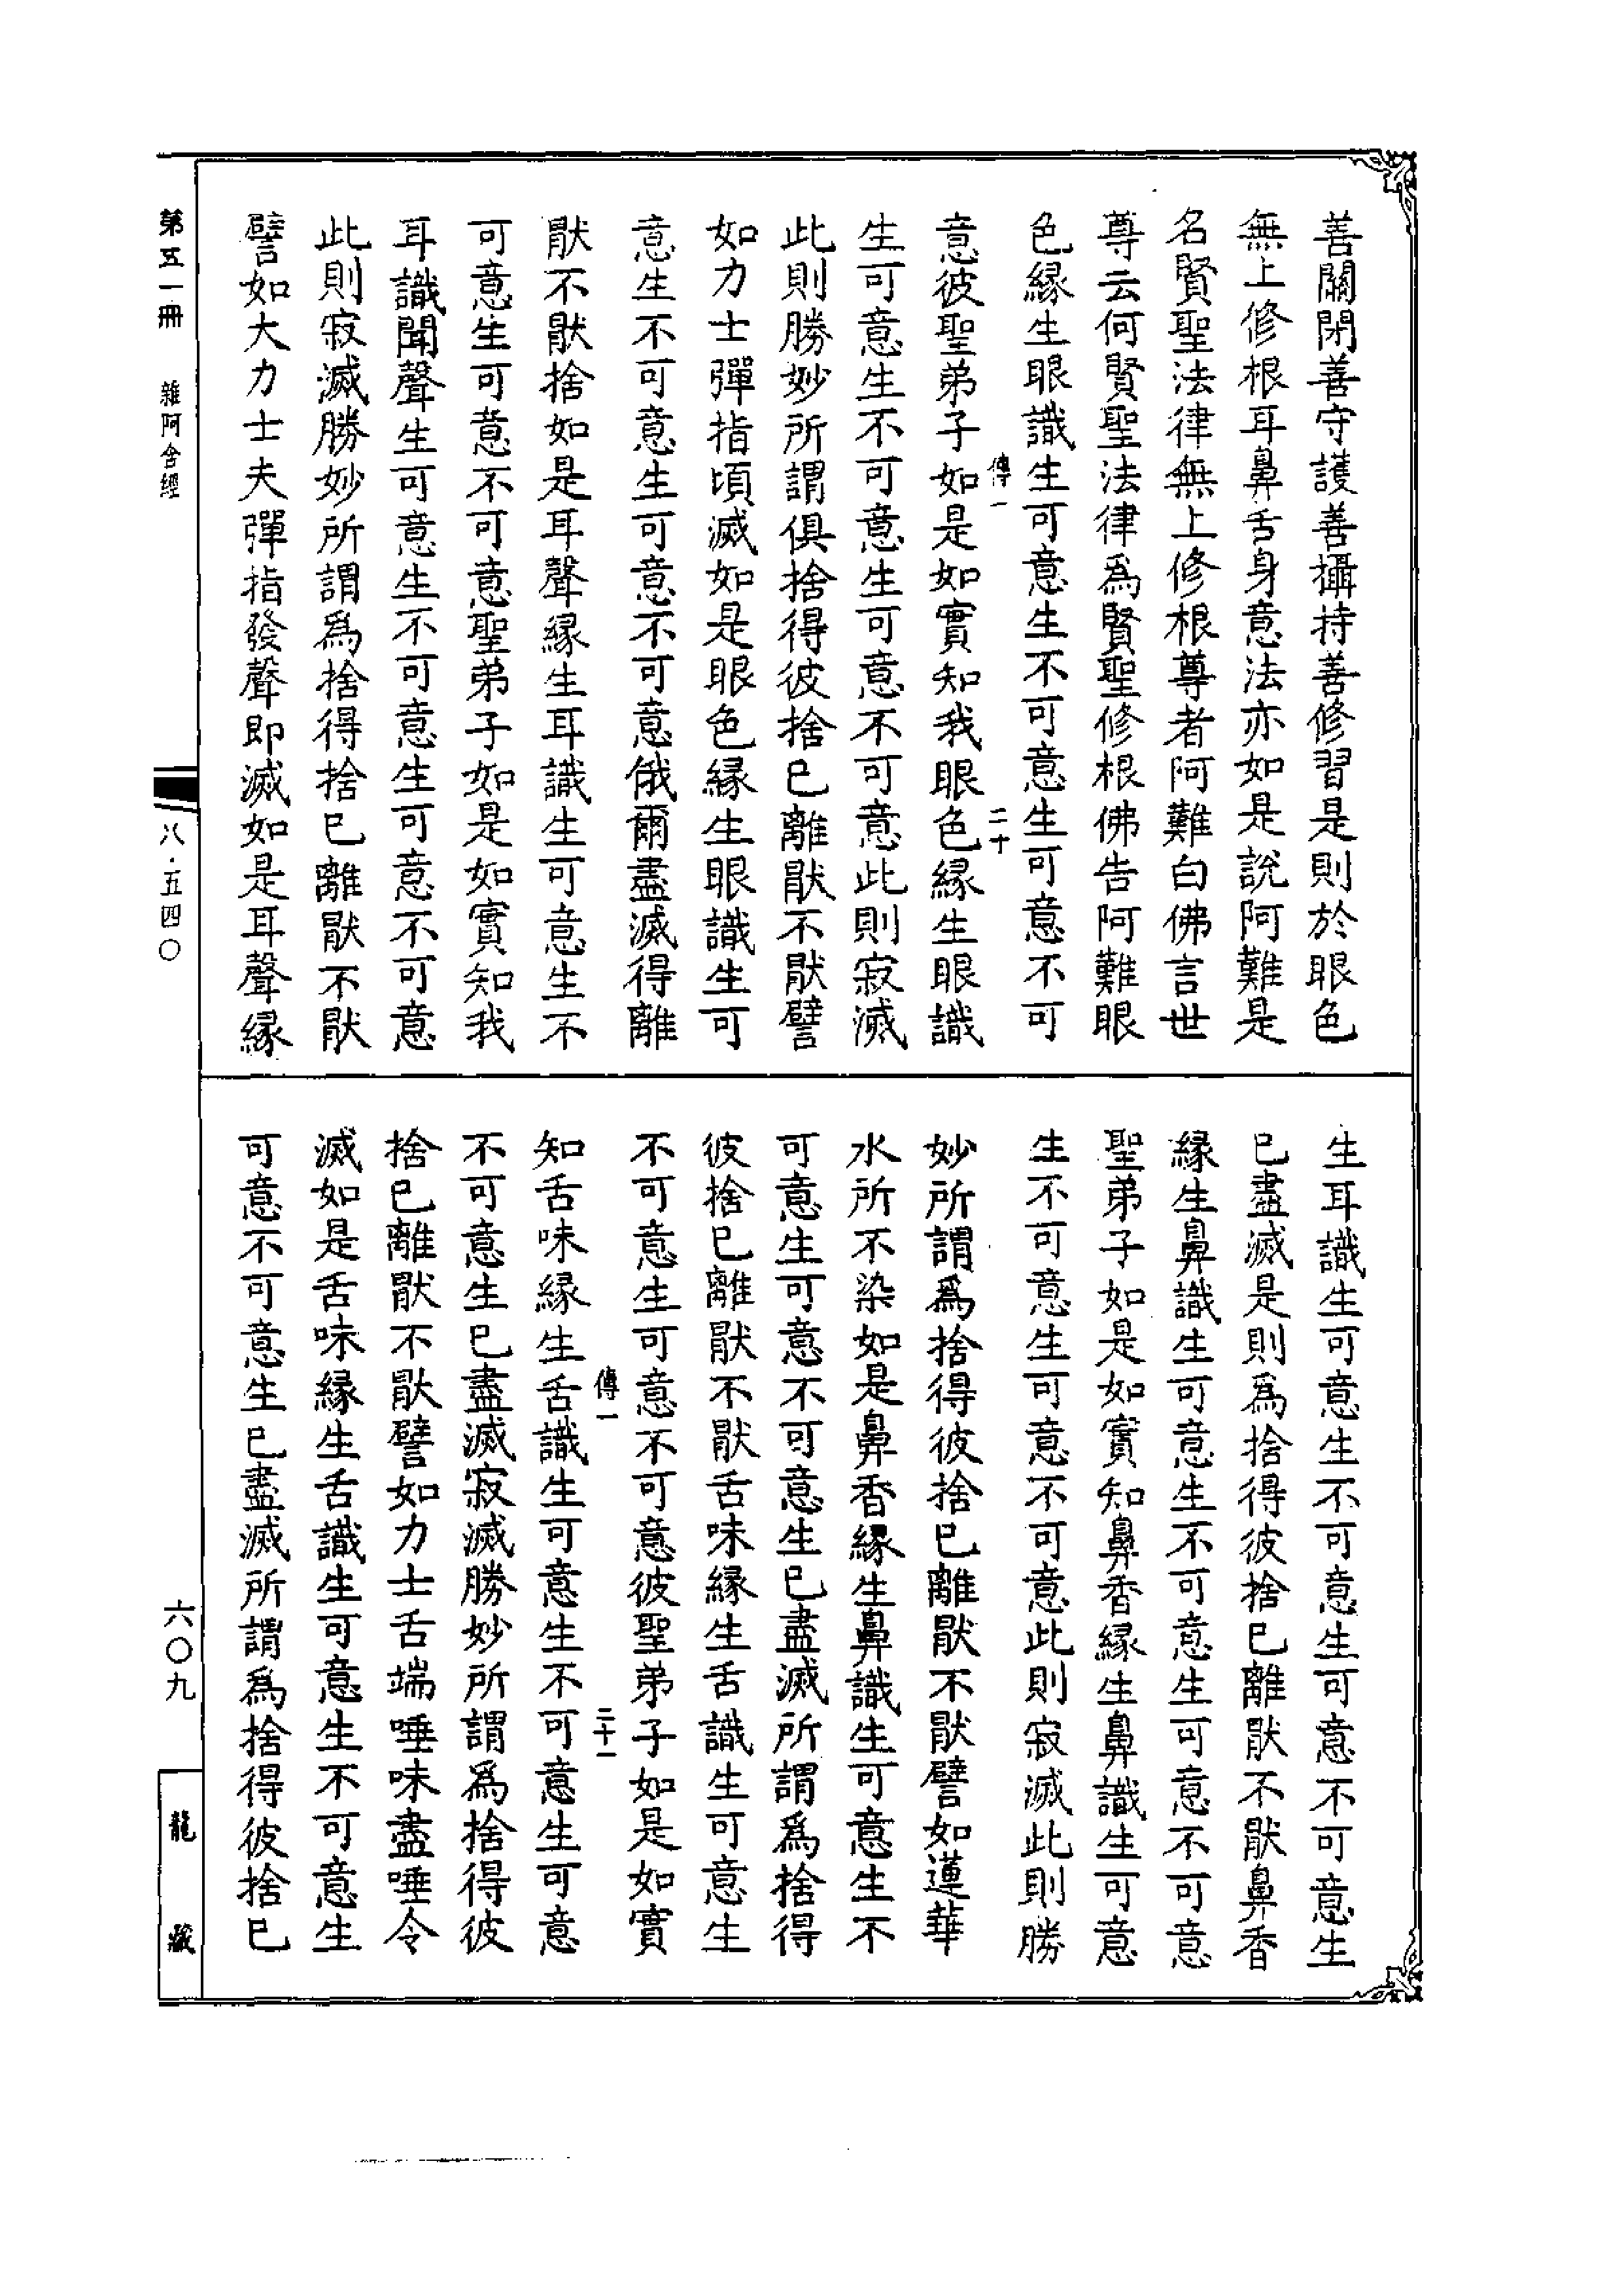 善關閉善守護善攝持善修習是則於眼色
無上修根耳鼻舌身意法亦如是說阿難是
名賢聖法律無上修根尊者阿難白佛言世
尊云何賢聖法律為賢聖修根佛告阿難眼
色緣生眼識生可意生不可意生可意不可
傳一
二十
意彼聖弟子如是如實知我眼色緣生眼識
生可意生不可意生可意不可意此則寂滅
此則勝妙所謂俱捨得彼捨已離猒不猒譬
如力士彈指頃滅如是眼色緣生眼識生可
意生不可意生可意不可意俄爾盡滅得離
猒不猒捨如是耳聲緣生耳識生可意生不
可意生可意不可意聖弟子如是如實知我
耳識聞聲生可意生不可意生可意不可意
此則寂滅勝妙所謂為捨得捨已離猒不猒
譬如大力士夫彈指發聲即滅如是耳聲緣
生耳識生可意生不可意生可意不可意生
已盡滅是則為捨得彼捨已離猒不猒鼻香
緣生鼻識生可意生不可意生可意不可意
聖弟子如是如實知鼻香緣生鼻識生可意
生不可意生可意不可意此則寂滅此則勝
妙所謂為捨得彼捨已離猒不猒譬如蓮華
水所不染如是鼻香緣生鼻識生可意生不
可意生可意不可意生已盡滅所謂為捨得
彼捨已離猒不猒舌味緣生舌識生可意生
不可意生可意不可意彼聖弟子如是如實
傳一
二十一
知舌味緣生舌識生可意生不可意生可意
不可意生已盡滅寂滅勝妙所謂為捨得彼
捨已離猒不猒譬如力士舌端唾味盡唾令
滅如是舌味緣生舌識生可意生不可意生
可意不可意生已盡滅所謂為捨得彼捨已
第五一冊
雜阿含經
八·五四〇
六〇九
龍藏